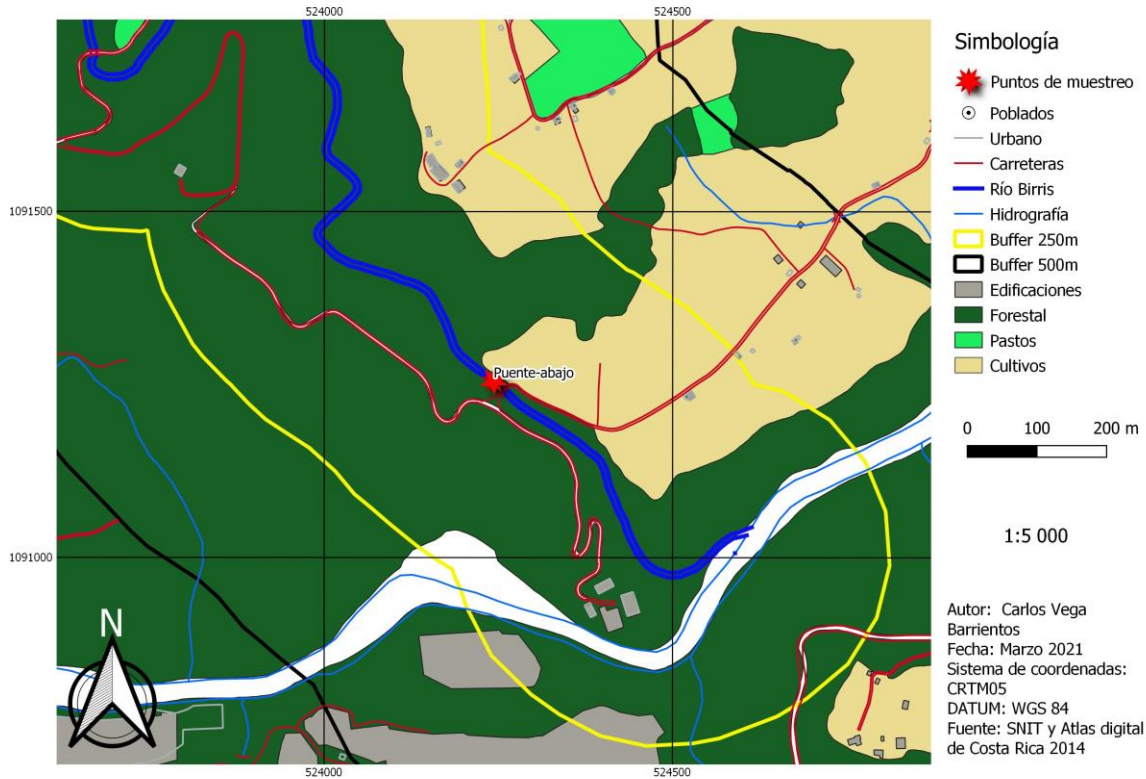 524000
524500
1091500
1091500
Puente-abajo
1091000
1091000
N
524000
524500
Simbología
Puntos de muestreo
Poblados
Urbano
Carreteras
Río Birris
Hidrografía
Buffer 250m
Buffer 500m
Edificaciones
Forestal
Pastos
Cultivos
0 100 200 m
1:5 000
Autor: Carlos Vega
Barrientos
Fecha: Marzo 2021
Sistema de coordenadas:
CRTM05
DATUM: WGS 84
Fuente: SNIT y Atlas digital
de Costa Rica 2014